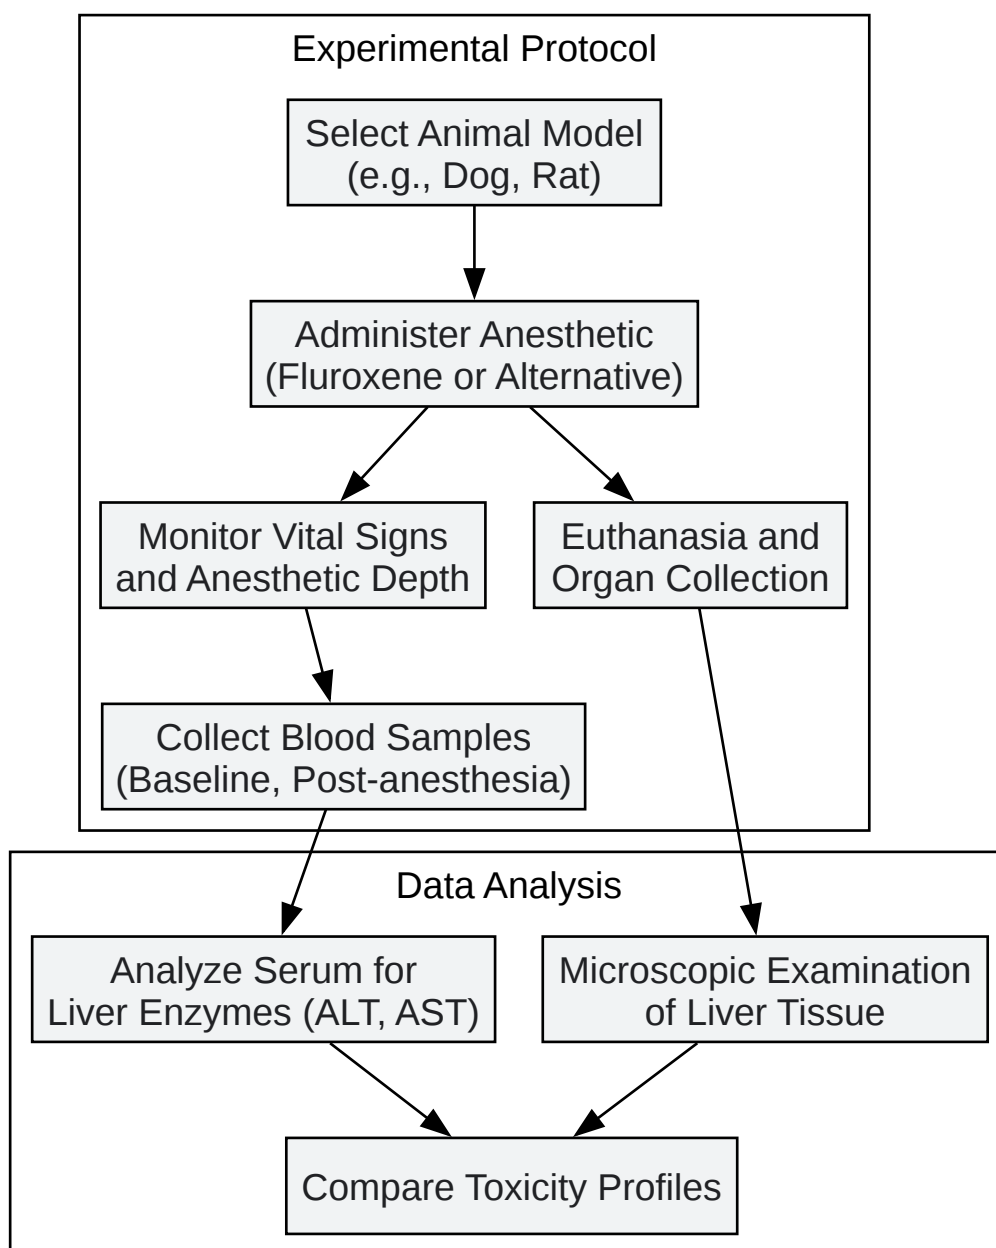 Experimental Protocol
Select Animal Model
(e.g., Dog, Rat)
Administer Anesthetic
(Fluroxene or Alternative)
Monitor Vital Signs
and Anesthetic Depth
Euthanasia and
Organ Collection
Collect Blood Samples
(Baseline, Post-anesthesia)
Data Analysis
Analyze Serum for
Liver Enzymes (ALT, AST)
Microscopic Examination
of Liver Tissue
Compare Toxicity Profiles